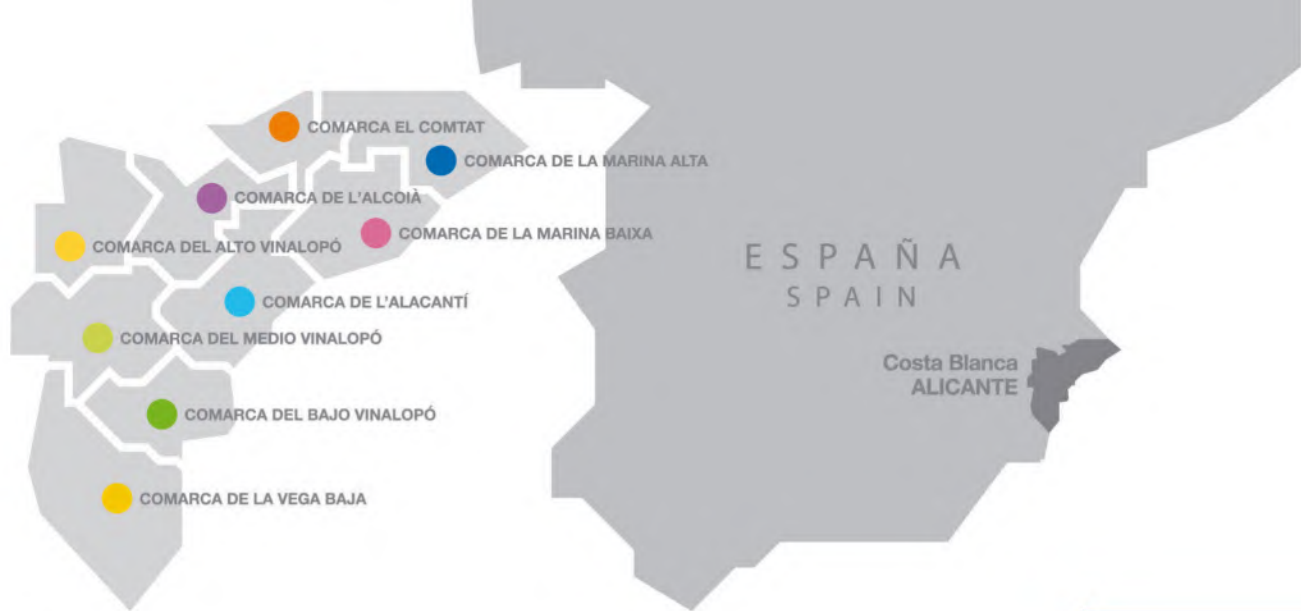 COMARCA EL COMTAT
COMARCA DE LA MARINA ALTA
COMARCA DE L'ALCOIÀ
COMARCA DE LA MARINA BAIXA
COMARCA DEL ALTO VINALOPÓ
COMARCA DE L'ALACANTÍ
COMARCA DEL MEDIO VINALOPÓ
COMARCA DEL BAJO VINALOPÓ
COMARCA DE LA VEGA BAJA
ESPAÑA
SPAIN
Costa Blanca
ALICANTE